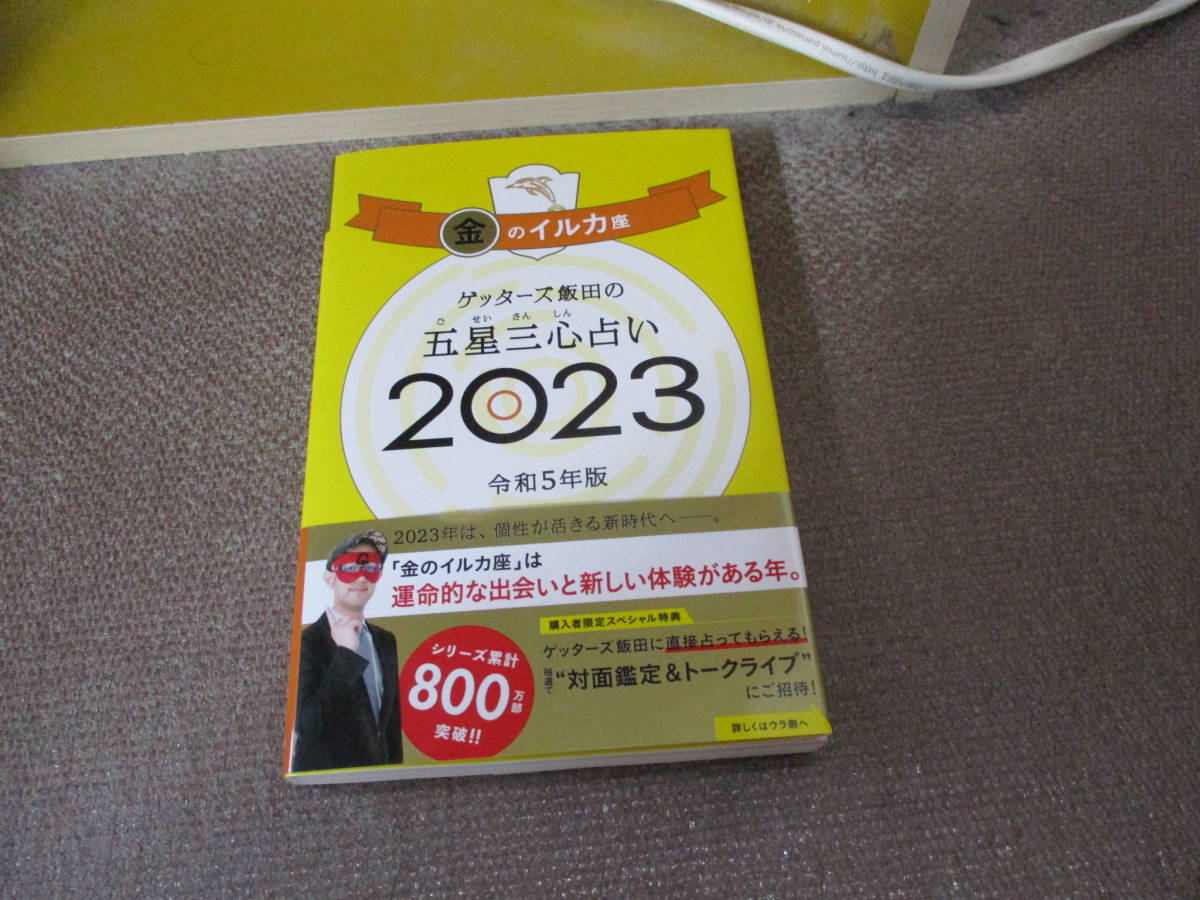 http://sumai.panasonic.jp/
金のイルカ座
ゲッターズ飯田の
ごせいさんしん
五星三心占い
2023
令和5年版
2023年は、個性が活きる新時代へ――。
「金のイルカ座」は
運命的な出会いと新しい体験がある年。
購入者限定スペシャル特典
ゲッターズ飯田に直接占ってもらえる!
抽選で“対面鑑定&トークライブ”
にご招待!
シリーズ累計
800万部
突破!!
詳しくはウラ側へ